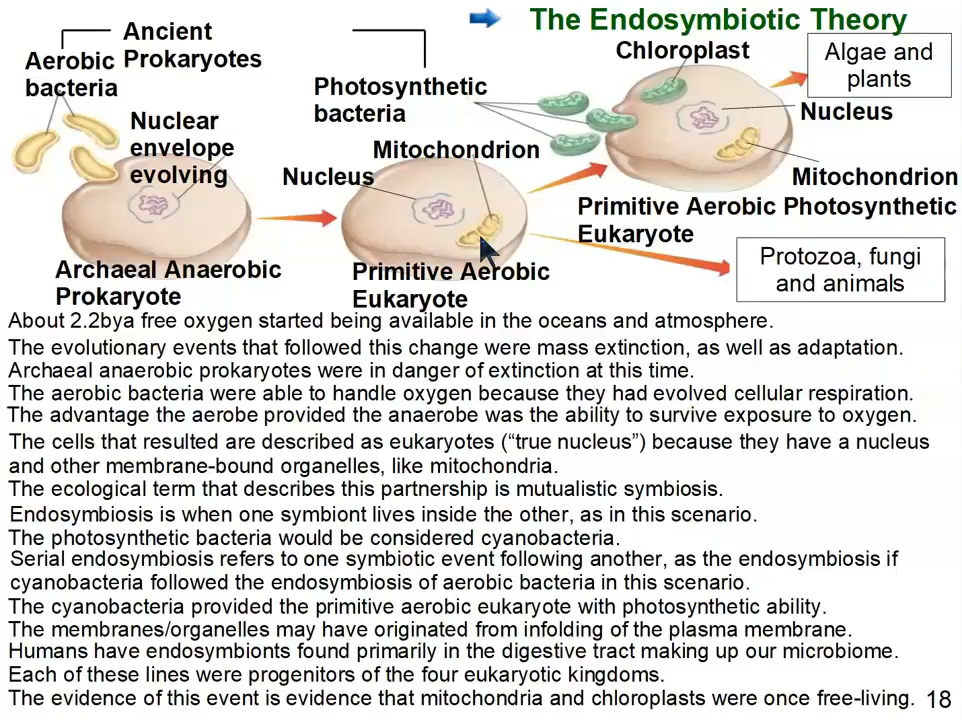 The Endosymbiotic Theory
Ancient
Prokaryotes
Aerobic
bacteria
Photosynthetic
bacteria
Chloroplast
Algae and
plants
Nuclear
envelope
evolving
Nucleus
Mitochondrion
Nucleus
Mitochondrion
Primitive Aerobic Photosynthetic
Eukaryote
Archaeal Anaerobic
Prokaryote
Primitive Aerobic
Eukaryote
Protozoa, fungi
and animals
About 2.2bya free oxygen started being available in the oceans and atmosphere.
The evolutionary events that followed this change were mass extinction, as well as adaptation.
Archaeal anaerobic prokaryotes were in danger of extinction at this time.
The aerobic bacteria were able to handle oxygen because they had evolved cellular respiration.
The advantage the aerobe provided the anaerobe was the ability to survive exposure to oxygen.
The cells that resulted are described as eukaryotes (“true nucleus”) because they have a nucleus
and other membrane-bound organelles, like mitochondria.
The ecological term that describes this partnership is mutualistic symbiosis.
Endosymbiosis is when one symbiont lives inside the other, as in this scenario.
The photosynthetic bacteria would be considered cyanobacteria.
Serial endosymbiosis refers to one symbiotic event following another, as the endosymbiosis if
cyanobacteria followed the endosymbiosis of aerobic bacteria in this scenario.
The cyanobacteria provided the primitive aerobic eukaryote with photosynthetic ability.
The membranes/organelles may have originated from infolding of the plasma membrane.
Humans have endosymbionts found primarily in the digestive tract making up our microbiome.
Each of these lines were progenitors of the four eukaryotic kingdoms.
The evidence of this event is evidence that mitochondria and chloroplasts were once free-living.
18